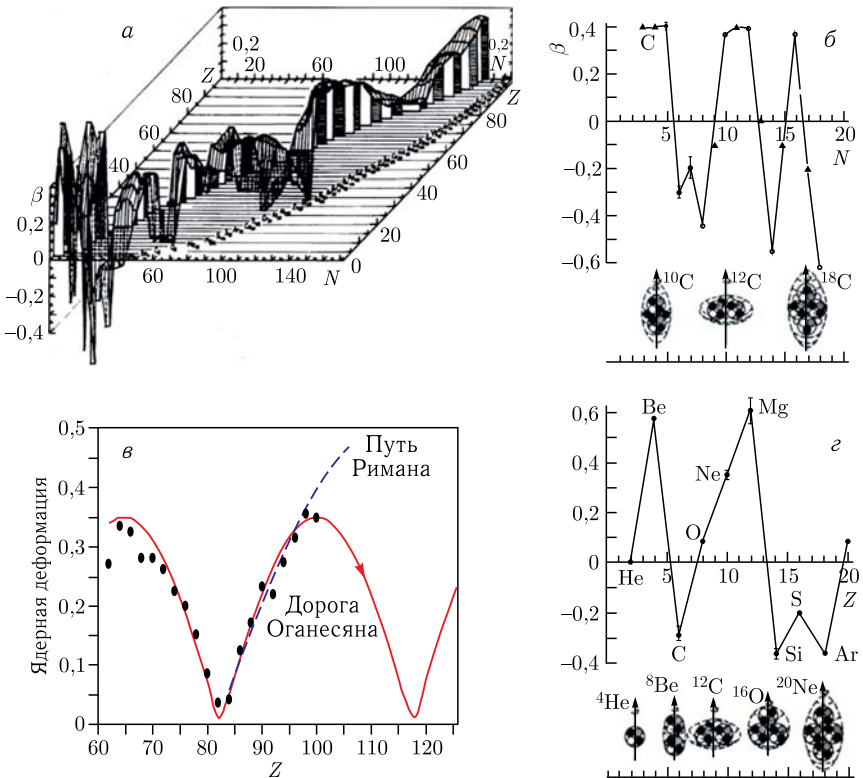 а
0,2
Z
20
60
100
0,2
N
Z
80
80
60
60
40
40
β
20
0,2
0
0
60
100
140
N
−0,2
−0,4
б
β
0,4
C
0,2
0
5
10
15
20
N
−0,2
−0,4
−0,6
¹⁰C
¹²C
¹⁸C
в
0,5
Путь
Римана
0,4
Ядерная деформация
0,3
0,2
Дорога
Оганесяна
0,1
0
60
70
80
90
100
110
120
Z
г
0,6
Be
Mg
0,4
Ne
0,2
O
0
He
5
10
15
20
Z
−0,2
S
C
Si
Ar
−0,4
⁴He
⁸Be
¹²C
¹⁶O
²⁰Ne